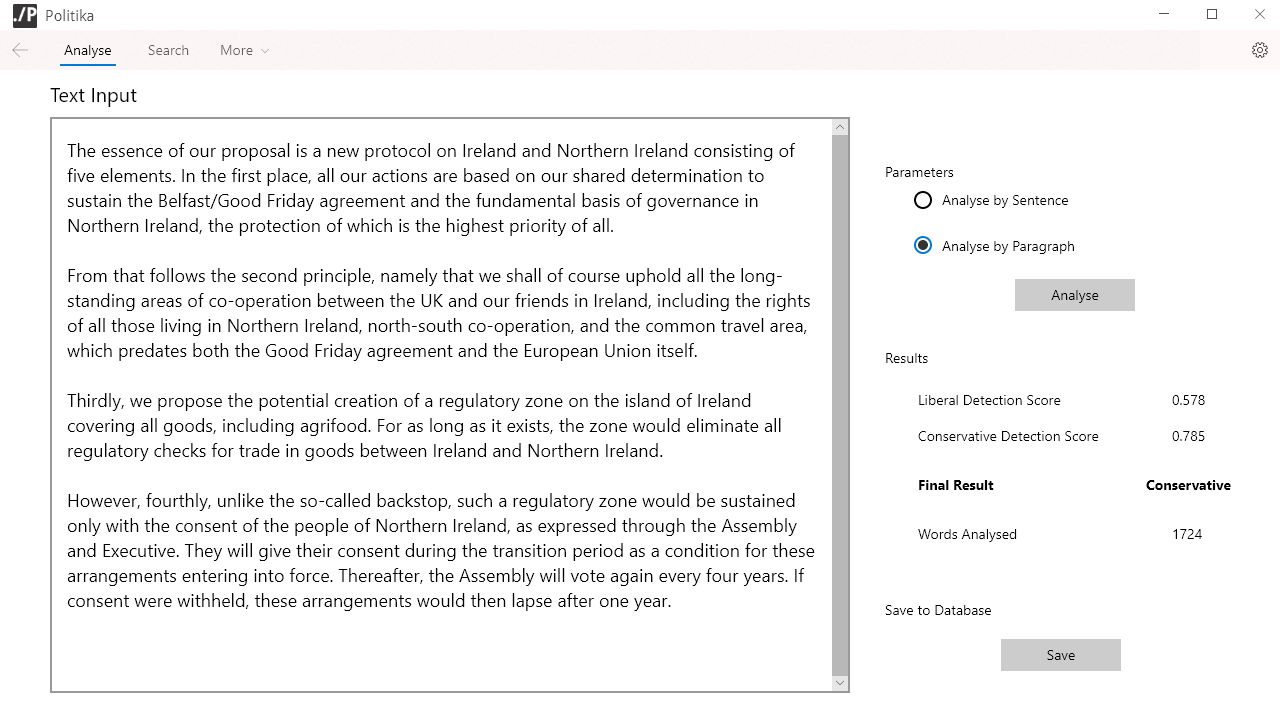 ./P Politika
Analyse Search More
Text Input
The essence of our proposal is a new protocol on Ireland and Northern Ireland consisting of
five elements. In the first place, all our actions are based on our shared determination to
sustain the Belfast/Good Friday agreement and the fundamental basis of governance in
Northern Ireland, the protection of which is the highest priority of all.
From that follows the second principle, namely that we shall of course uphold all the long-
standing areas of co-operation between the UK and our friends in Ireland, including the rights
of all those living in Northern Ireland, north-south co-operation, and the common travel area,
which predates both the Good Friday agreement and the European Union itself.
Thirdly, we propose the potential creation of a regulatory zone on the island of Ireland
covering all goods, including agrifood. For as long as it exists, the zone would eliminate all
regulatory checks for trade in goods between Ireland and Northern Ireland.
However, fourthly, unlike the so-called backstop, such a regulatory zone would be sustained
only with the consent of the people of Northern Ireland, as expressed through the Assembly
and Executive. They will give their consent during the transition period as a condition for these
arrangements entering into force. Thereafter, the Assembly will vote again every four years. If
consent were withheld, these arrangements would then lapse after one year.
Parameters
Analyse by Sentence
Analyse by Paragraph
Analyse
Results
Liberal Detection Score 0.578
Conservative Detection Score 0.785
Final Result Conservative
Words Analysed 1724
Save to Database
Save